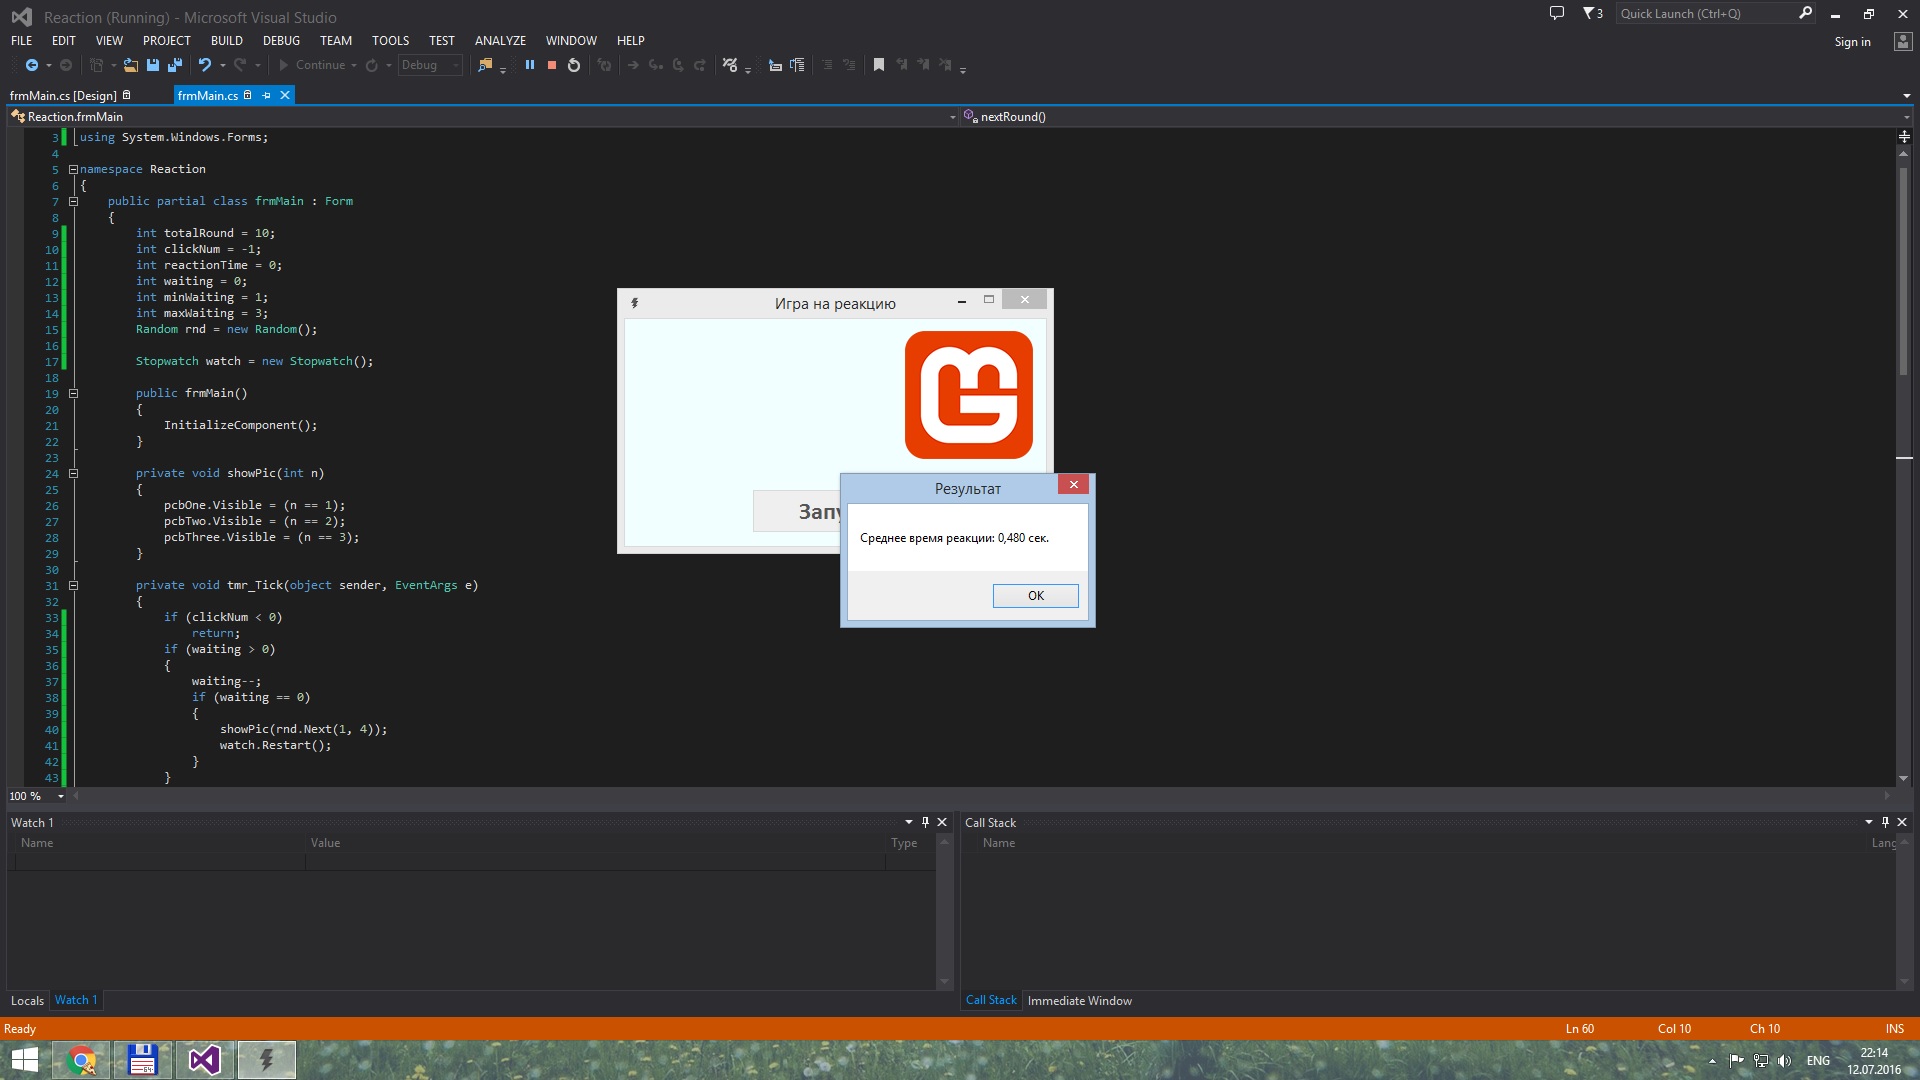 Reaction (Running) - Microsoft Visual Studio
3
Quick Launch (Ctrl+Q)
FILE EDIT VIEW PROJECT BUILD DEBUG TEAM TOOLS TEST ANALYZE WINDOW HELP
Sign in
Continue
Debug
frmMain.cs [Design]
frmMain.cs
Reaction.frmMain
nextRound()
3 using System.Windows.Forms;
4
5 namespace Reaction
6 {
7 public partial class frmMain : Form
8 {
9 int totalRound = 10;
10 int clickNum = -1;
11 int reactionTime = 0;
12 int waiting = 0;
13 int minWaiting = 1;
14 int maxWaiting = 3;
15 Random rnd = new Random();
16
17 Stopwatch watch = new Stopwatch();
18
19 public frmMain()
20 {
21 InitializeComponent();
22 }
23
24 private void showPic(int n)
25 {
26 pcbOne.Visible = (n == 1);
27 pcbTwo.Visible = (n == 2);
28 pcbThree.Visible = (n == 3);
29 }
30
31 private void tmr_Tick(object sender, EventArgs e)
32 {
33 if (clickNum < 0)
34 return;
35 if (waiting > 0)
36 {
37 waiting--;
38 if (waiting == 0)
39 {
40 showPic(rnd.Next(1, 4));
41 watch.Restart();
42 }
43 }
Игра на реакцию
Запу
Результат
Среднее время реакции: 0,480 сек.
OK
100 %
Watch 1
Name Value Type
Call Stack
Name Lang
Locals Watch 1
Call Stack Immediate Window
Ready
Ln 60 Col 10 Ch 10 INS
64
ENG
22:14
12.07.2016